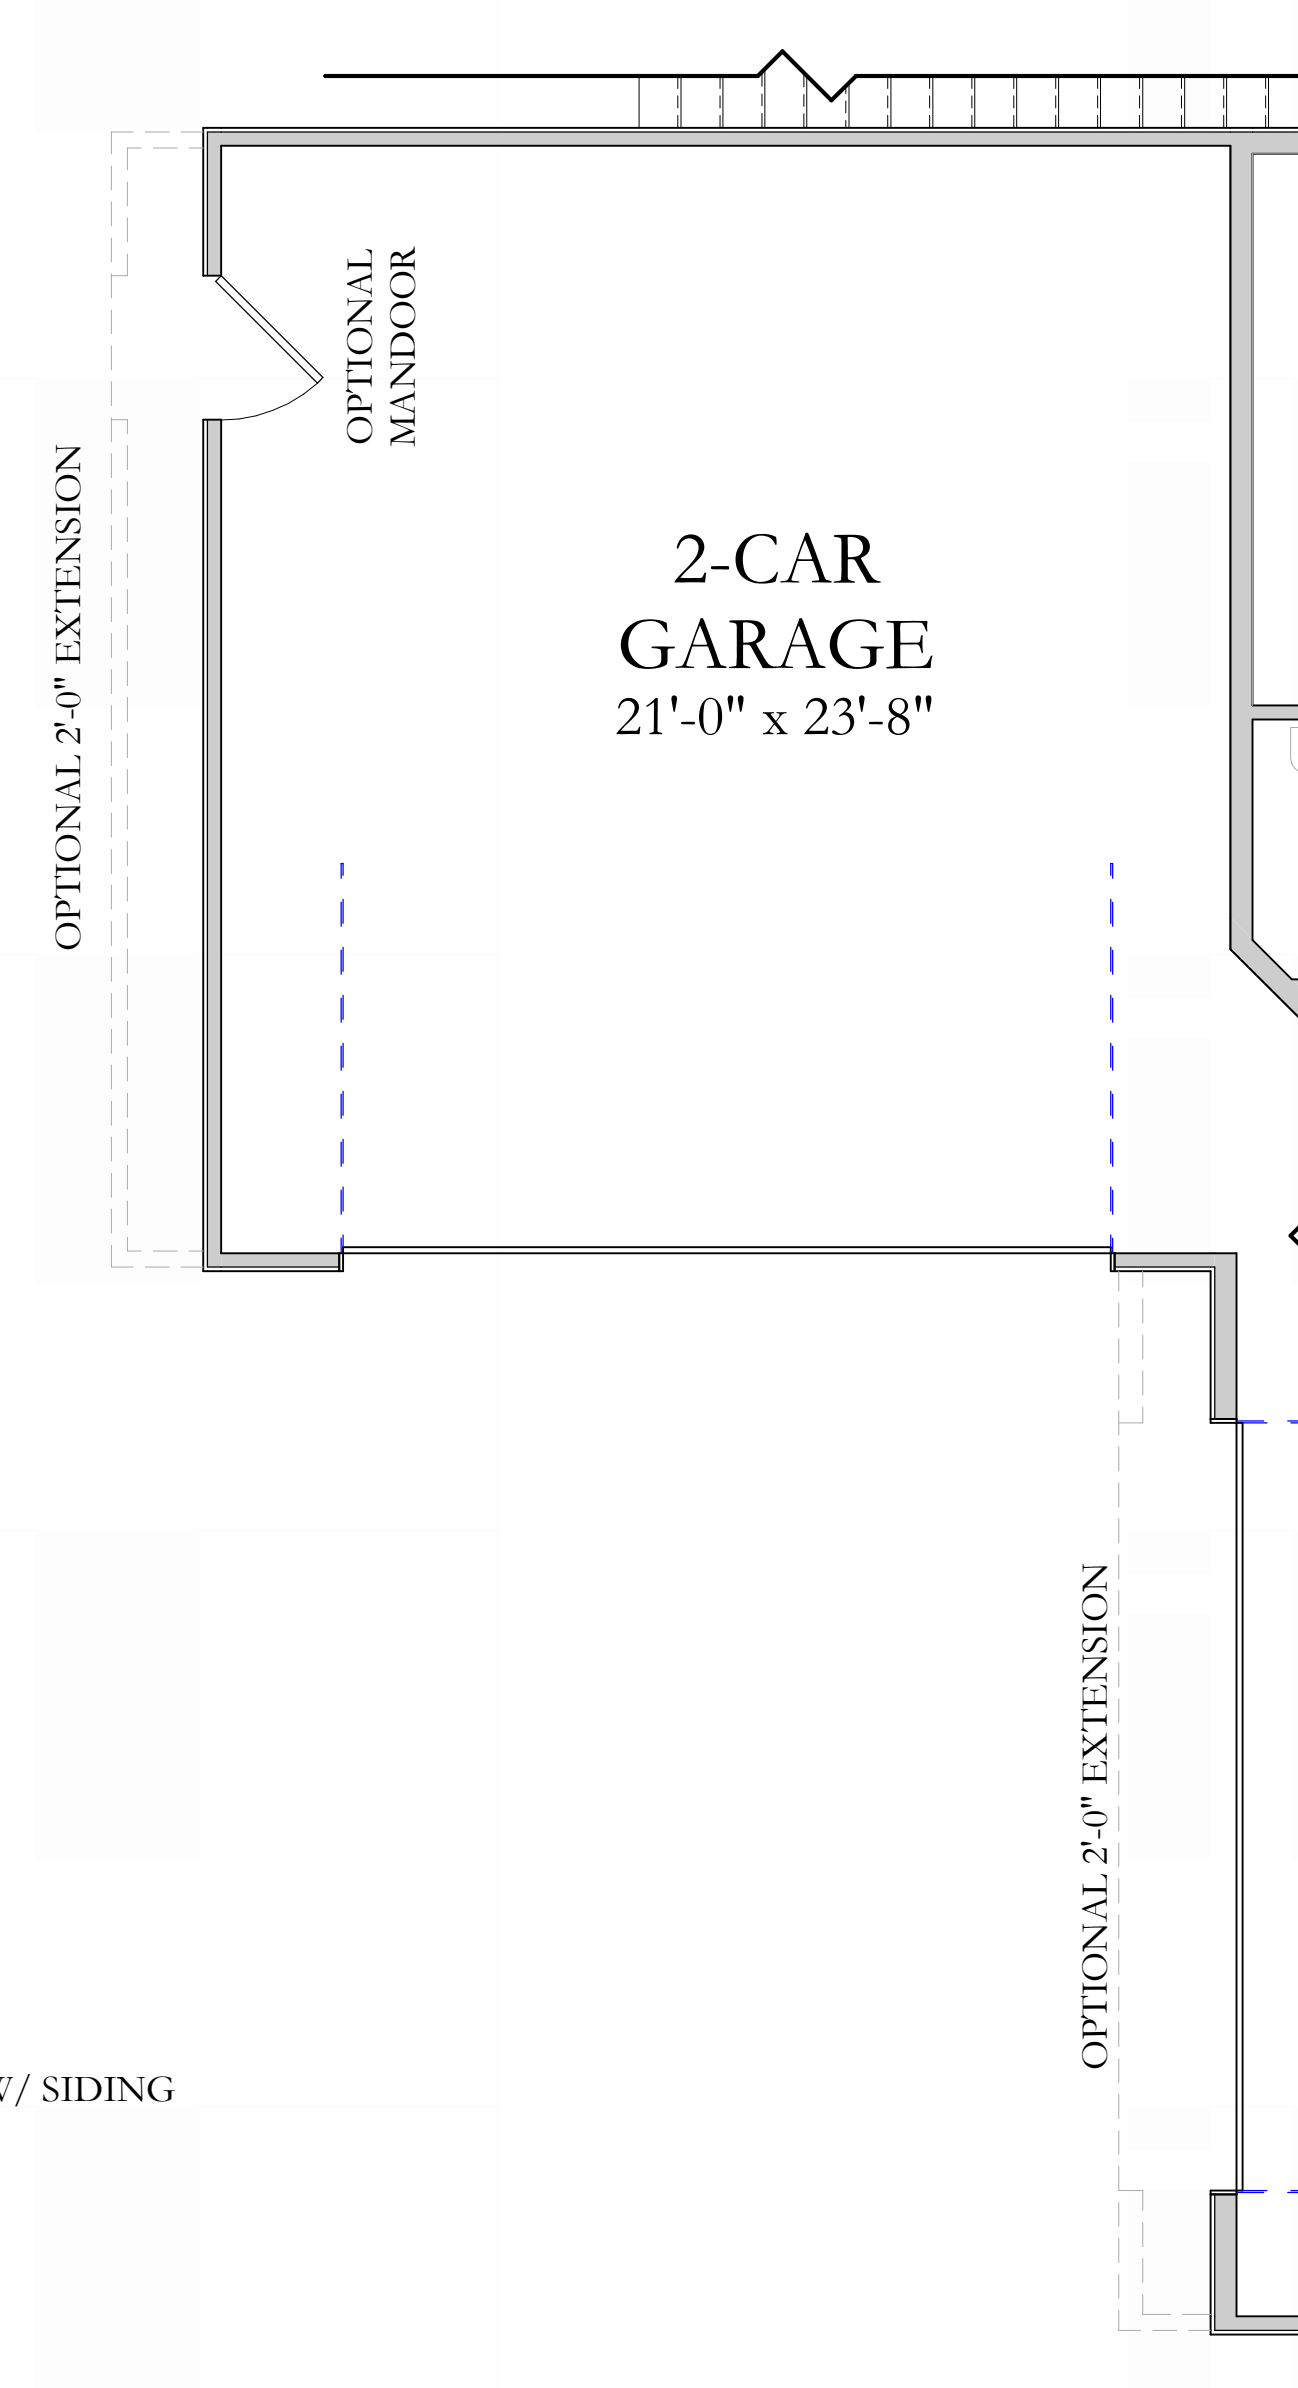 OPTIONAL
MANDOOR
OPTIONAL 2'-0" EXTENSION
2-CAR
GARAGE
21'-0" x 23'-8"
OPTIONAL 2'-0" EXTENSION
/ SIDING